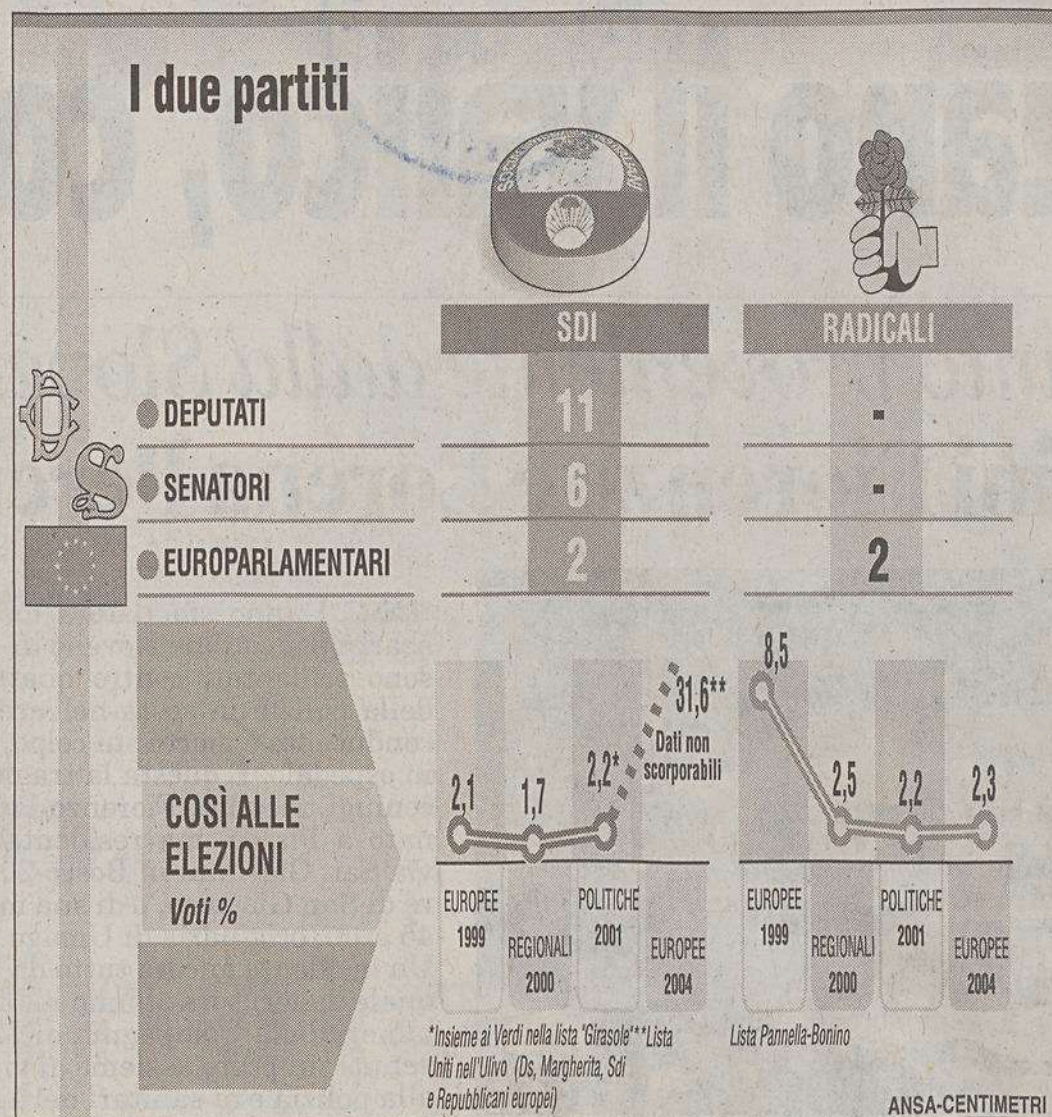 I due partiti
SDI
RADICALI
DEPUTATI
11
-
SENATORI
6
-
EUROPARLAMENTARI
2
2
COSÌ ALLE
ELEZIONI
Voti %
2,1
1,7
2,2*
31,6**
Dati non
scorporabili
EUROPEE
1999
REGIONALI
2000
POLITICHE
2001
EUROPEE
2004
*Insieme ai Verdi nella lista "Girasole" **Lista
Uniti nell'Ulivo (Ds, Margherita, Sdi
e Repubblicani europei)
8,5
2,5
2,2
2,3
EUROPEE
1999
REGIONALI
2000
POLITICHE
2001
EUROPEE
2004
Lista Pannella-Bonino
ANSA-CENTIMETRI